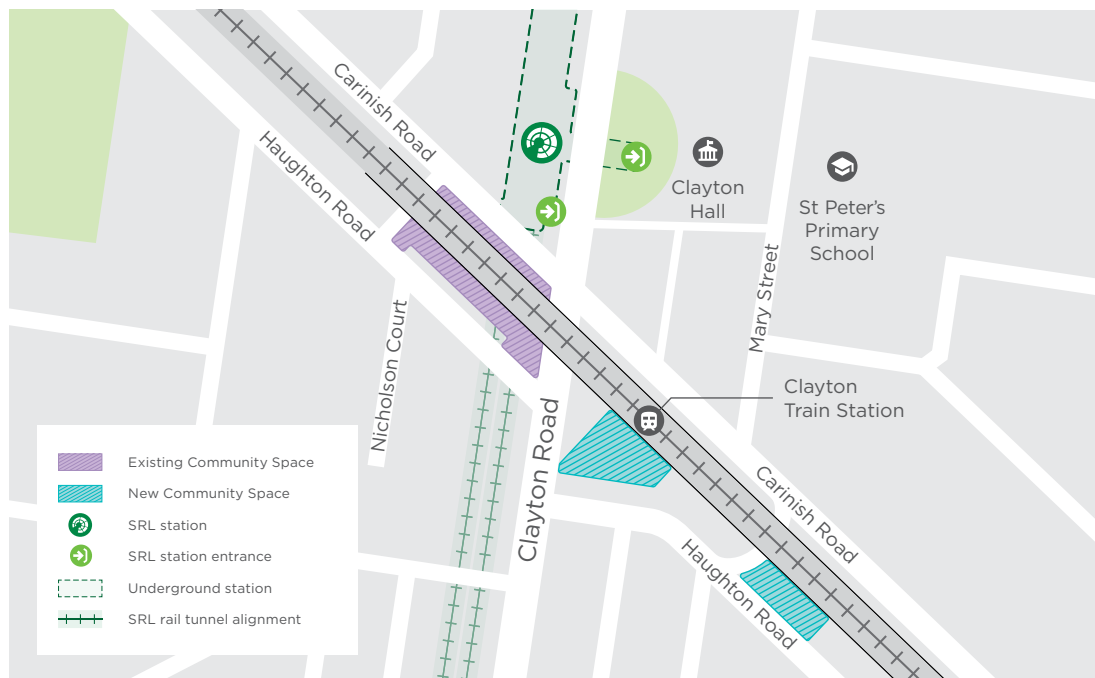 Carinish Road
Haughton Road
Clayton
Hall
St Peter's
Primary
School
Mary Street
Nicholson Court
Clayton
Train Station
Clayton Road
Carinish Road
Haughton Road
Existing Community Space
New Community Space
SRL station
SRL station entrance
Underground station
SRL rail tunnel alignment